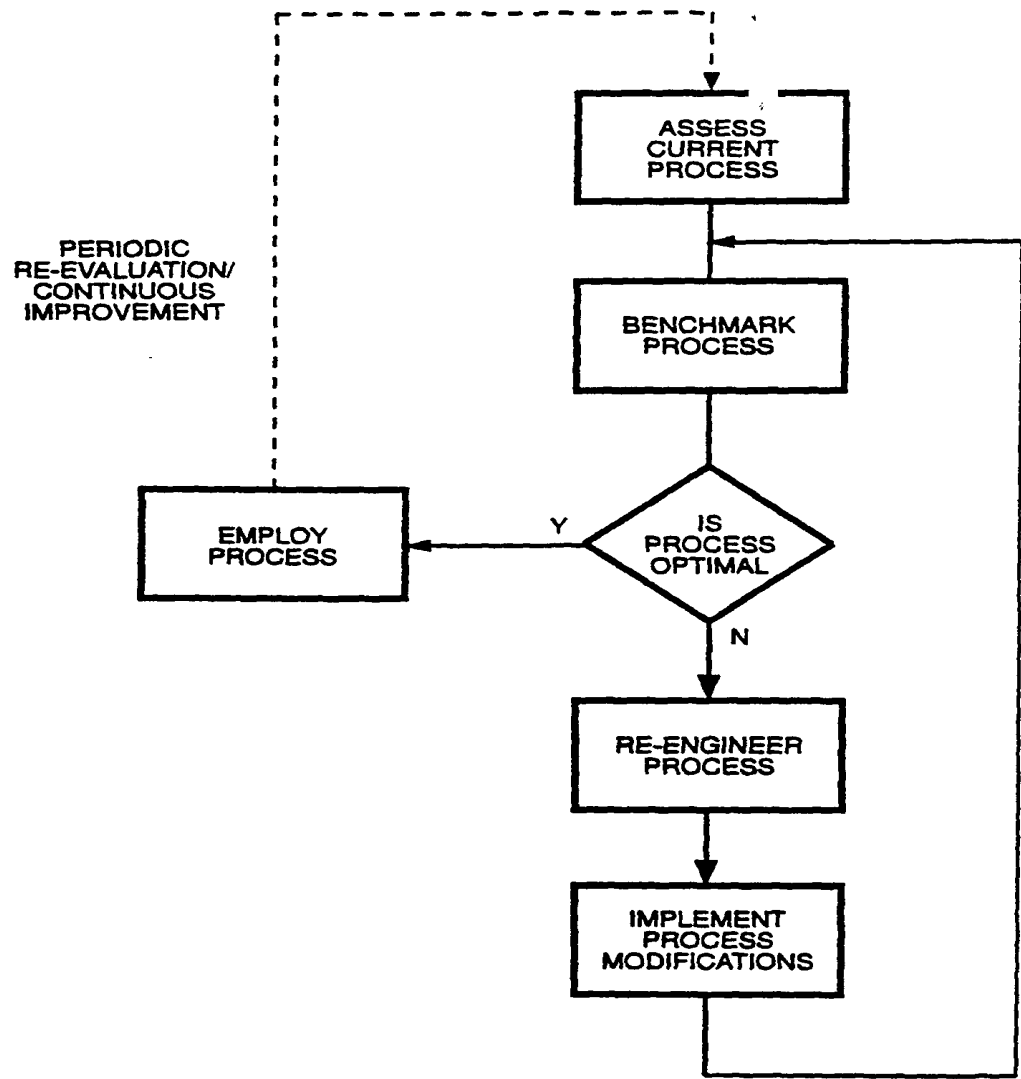 ASSESS
CURRENT
PROCESS
PERIODIC
RE-EVALUATION/
CONTINUOUS
IMPROVEMENT
BENCHMARK
PROCESS
EMPLOY
PROCESS
Y
IS
PROCESS
OPTIMAL
N
RE-ENGINEER
PROCESS
IMPLEMENT
PROCESS
MODIFICATIONS